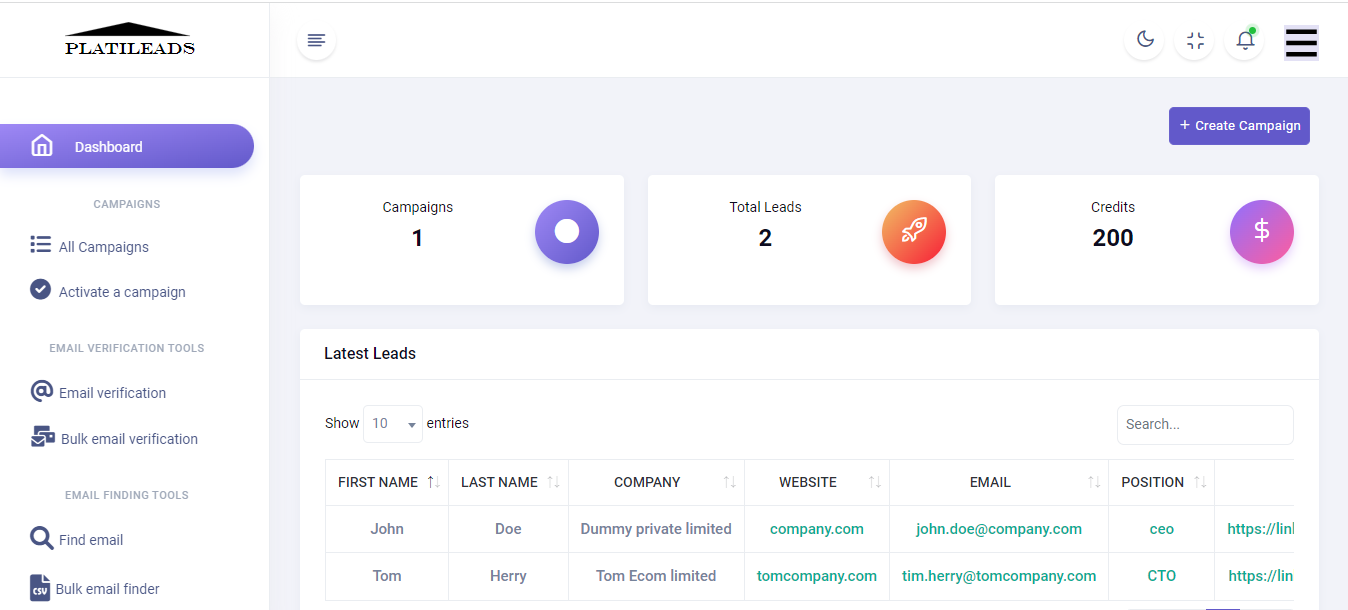 PLATILEADS
+ Create Campaign
Dashboard
CAMPAIGNS
All Campaigns
Activate a campaign
EMAIL VERIFICATION TOOLS
Email verification
Bulk email verification
EMAIL FINDING TOOLS
Find email
CSV Bulk email finder
Campaigns
1
Total Leads
2
Credits
$
200
Latest Leads
Show 10 entries
Search...
FIRST NAME LAST NAME COMPANY WEBSITE EMAIL POSITION
John Doe Dummy private limited company.com john.doe@company.com ceo https://lin
Tom Herry Tom Ecom limited tomcompany.com tim.herry@tomcompany.com CTO https://lin